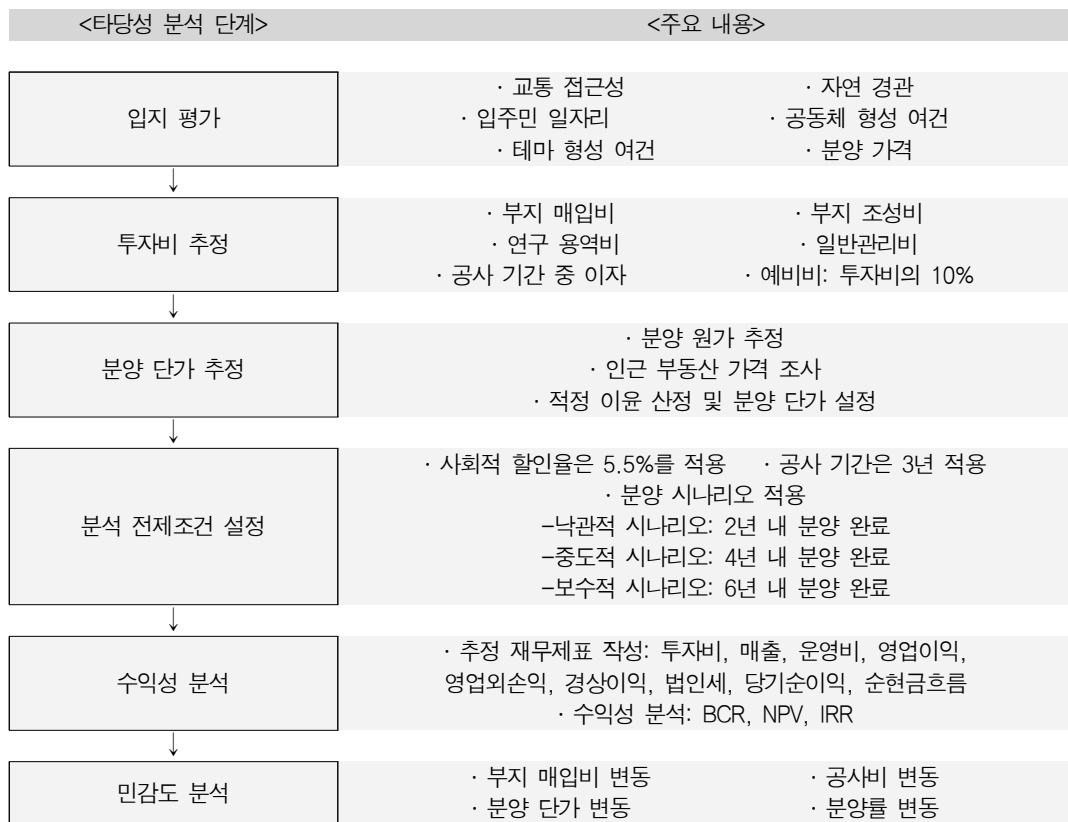 <타당성 분석 단계> <주요 내용>
입지 평가
· 교통 접근성 · 자연 경관
· 입주민 일자리 · 공동체 형성 여건
· 테마 형성 여건 · 분양 가격
↓
투자비 추정
· 부지 매입비 · 부지 조성비
· 연구 용역비 · 일반관리비
· 공사 기간 중 이자 · 예비비: 투자비의 10%
↓
분양 단가 추정
· 분양 원가 추정
· 인근 부동산 가격 조사
· 적정 이윤 산정 및 분양 단가 설정
↓
분석 전제조건 설정
· 사회적 할인율은 5.5%를 적용 · 공사 기간은 3년 적용
· 분양 시나리오 적용
-낙관적 시나리오: 2년 내 분양 완료
-중도적 시나리오: 4년 내 분양 완료
-보수적 시나리오: 6년 내 분양 완료
↓
수익성 분석
· 추정 재무제표 작성: 투자비, 매출, 운영비, 영업이익,
영업외손익, 경상이익, 법인세, 당기순이익, 순현금흐름
· 수익성 분석: BCR, NPV, IRR
↓
민감도 분석
· 부지 매입비 변동 · 공사비 변동
· 분양 단가 변동 · 분양률 변동